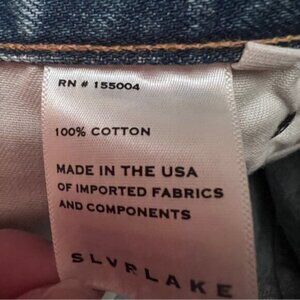 RN # 155004
100% COTTON
MADE IN THE USA
OF IMPORTED FABRICS
AND COMPONENTS
SLVRLAKE